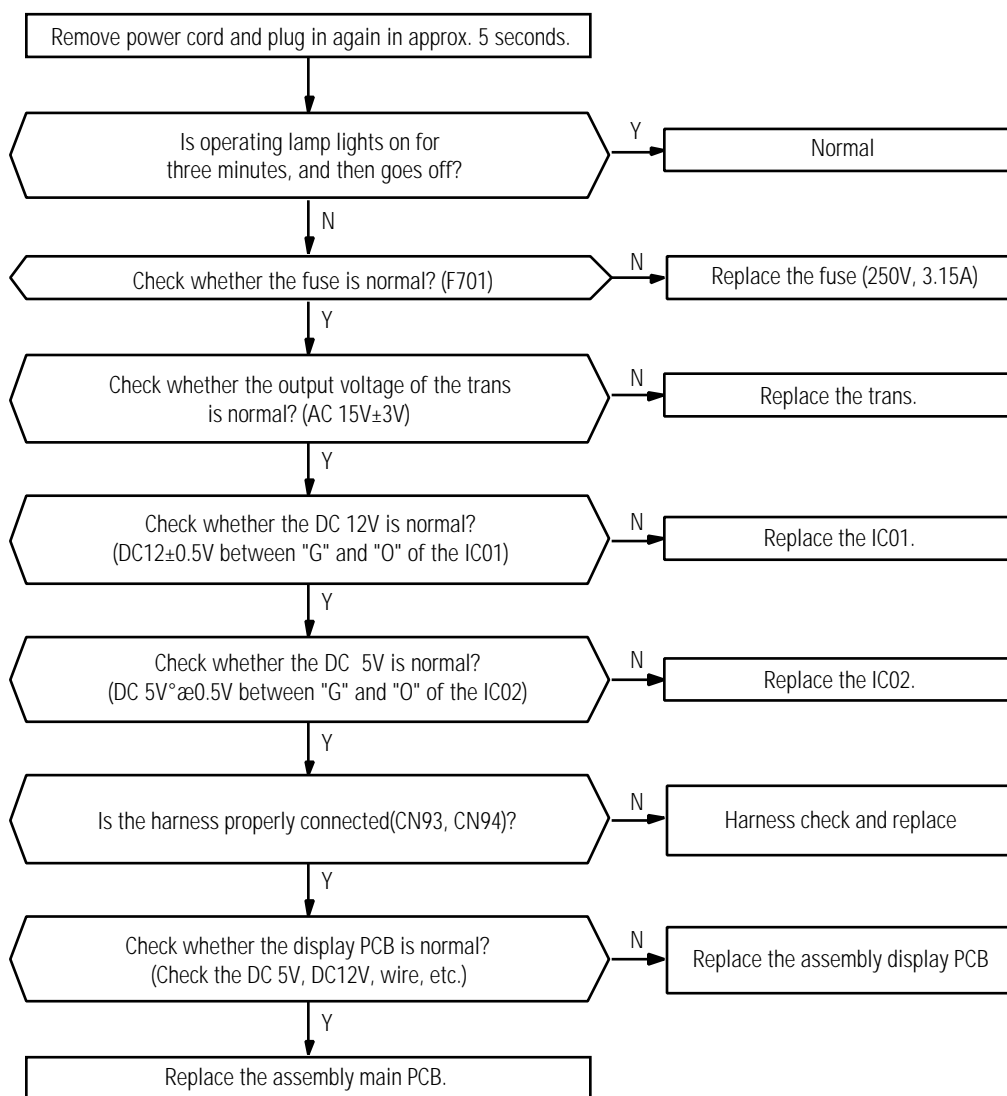 Remove power cord and plug in again in approx. 5 seconds.
Is operating lamp lights on for
three minutes, and then goes off?
Y
Normal
N
Check whether the fuse is normal? (F701)
N
Replace the fuse (250V, 3.15A)
Y
Check whether the output voltage of the trans
is normal? (AC 15V±3V)
N
Replace the trans.
Y
Check whether the DC 12V is normal?
(DC12±0.5V between "G" and "O" of the IC01)
N
Replace the IC01.
Y
Check whether the DC 5V is normal?
(DC 5V°æ0.5V between "G" and "O" of the IC02)
N
Replace the IC02.
Y
Is the harness properly connected(CN93, CN94)?
N
Harness check and replace
Y
Check whether the display PCB is normal?
(Check the DC 5V, DC12V, wire, etc.)
N
Replace the assembly display PCB
Y
Replace the assembly main PCB.